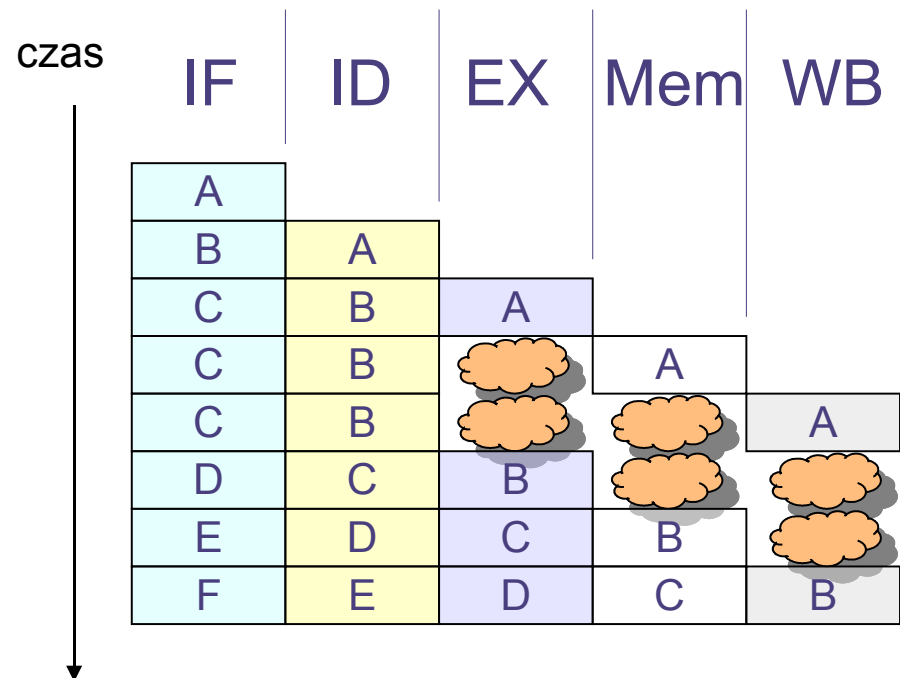 czas
IF ID EX Mem WB
A
B A
C B A
C B A
C B A
D C B
E D C B
F E D C B